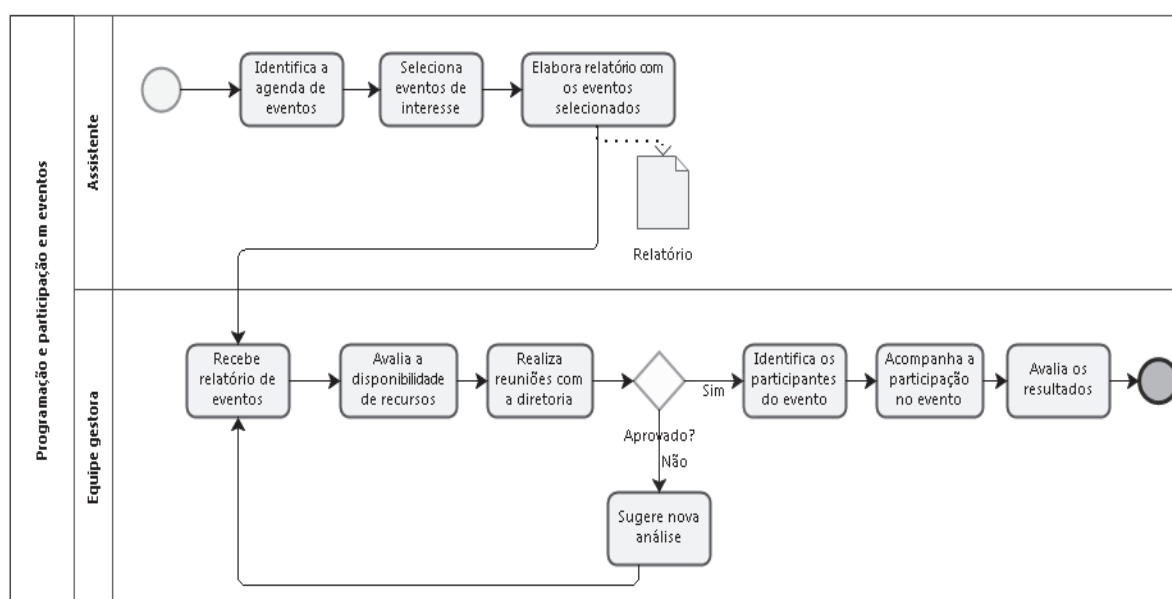 Programação e participação em eventos
Assistente
Identifica a
agenda de
eventos
Seleciona
eventos de
interesse
Elabora relatório com
os eventos
selecionados
Relatório
Equipe gestora
Recebe
relatório de
eventos
Avalia a
disponibilidade
de recursos
Realiza
reuniões com
a diretoria
Aprovado?
Sim
Não
Identifica os
participantes
do evento
Acompanha a
participação
no evento
Avalia os
resultados
Sugere nova
análise